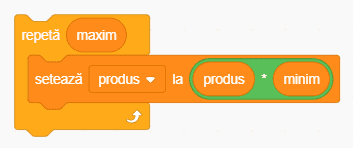 repetă maxim
setează produs la produs * minim